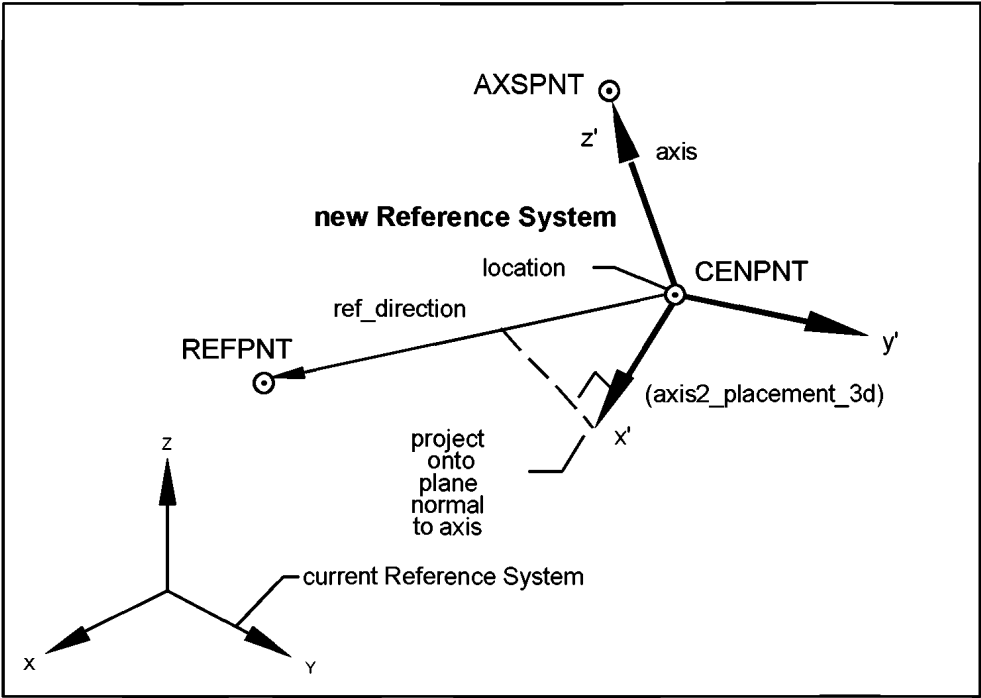 AXSPNT
z'
axis
new Reference System
location
CENPNT
ref_direction
REFPNT
y'
(axis2_placement_3d)
x'
project
onto
plane
normal
to axis
z
current Reference System
x
Y